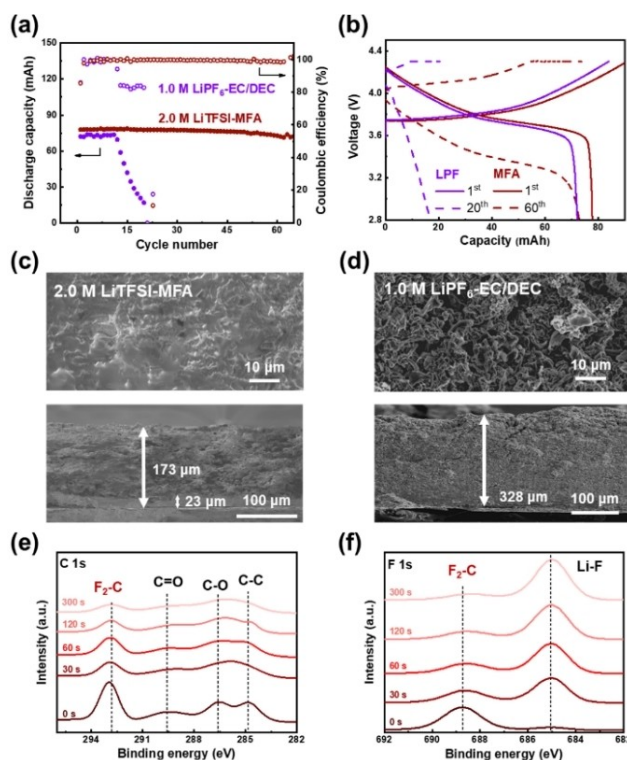 (a)
Discharge capacity (mAh)
150
120
90
60
30
0
1.0 M LiPF6-EC/DEC
2.0 M LiTFSI-MFA
100
80
60
40
20
0
Coulombic efficiency (%)
0 15 30 45 60
Cycle number
(b)
Voltage (V)
4.4
4.0
3.6
3.2
2.8
LPF MFA
1st 1st
20th 60th
0 20 40 60 80
Capacity (mAh)
(c)
2.0 M LiTFSI-MFA
10 µm
173 µm
23 µm
100 µm
(d)
1.0 M LiPF6-EC/DEC
10 µm
328 µm
100 µm
(e)
C 1s
F2-C
C=O
C-O
C-C
300 s
120 s
60 s
30 s
0 s
Intensity (a.u.)
294 291 288 285 282
Binding energy (eV)
(f)
F 1s
F2-C
Li-F
300 s
120 s
60 s
30 s
0 s
Intensity (a.u.)
692 690 688 686 684 682
Binding energy (eV)